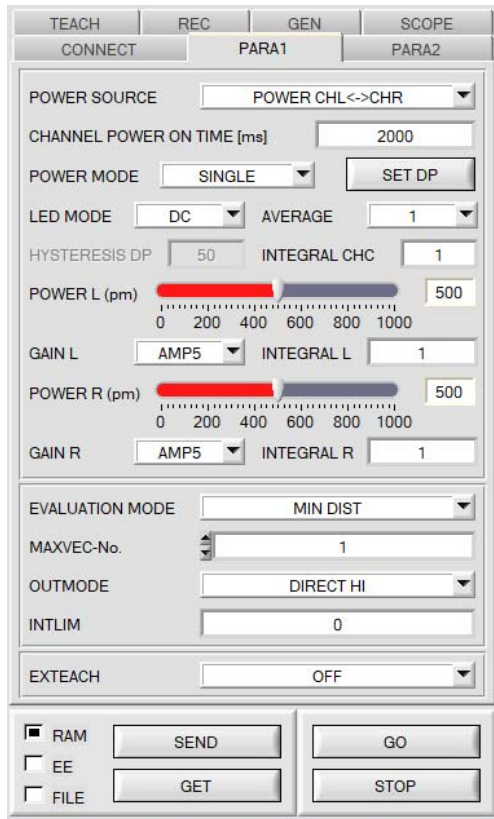 TEACH REC GEN SCOPE
CONNECT PARA1 PARA2
POWER SOURCE POWER CHL<->CHR
CHANNEL POWER ON TIME [ms] 2000
POWER MODE SINGLE SET DP
LED MODE DC AVERAGE 1
HYSTERESIS DP 50 INTEGRAL CHC 1
POWER L (pm) 500
0 200 400 600 800 1000
GAIN L AMP5 INTEGRAL L 1
POWER R (pm) 500
0 200 400 600 800 1000
GAIN R AMP5 INTEGRAL R 1
EVALUATION MODE MIN DIST
MAXVEC-No. 1
OUTMODE DIRECT HI
INTLIM 0
EXTEACH OFF
RAM SEND GO
EE
GET STOP
FILE